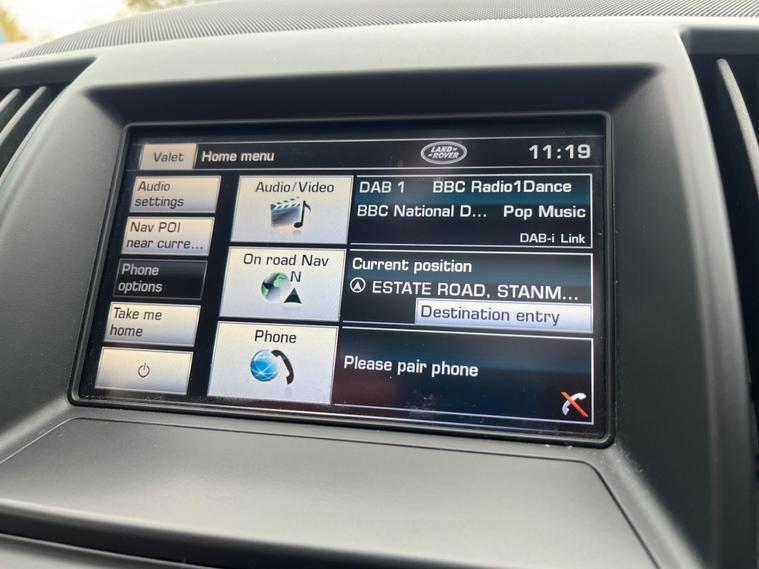 Valet
Home menu
LAND-
-ROVER
11:19
Audio
settings
Nav POI
near curre...
Phone
options
Take me
home
Audio/Video
On road Nav
N
Phone
DAB 1 BBC Radio1Dance
BBC National D... Pop Music
DAB-i Link
Current position
ESTATE ROAD, STANM...
Destination entry
Please pair phone